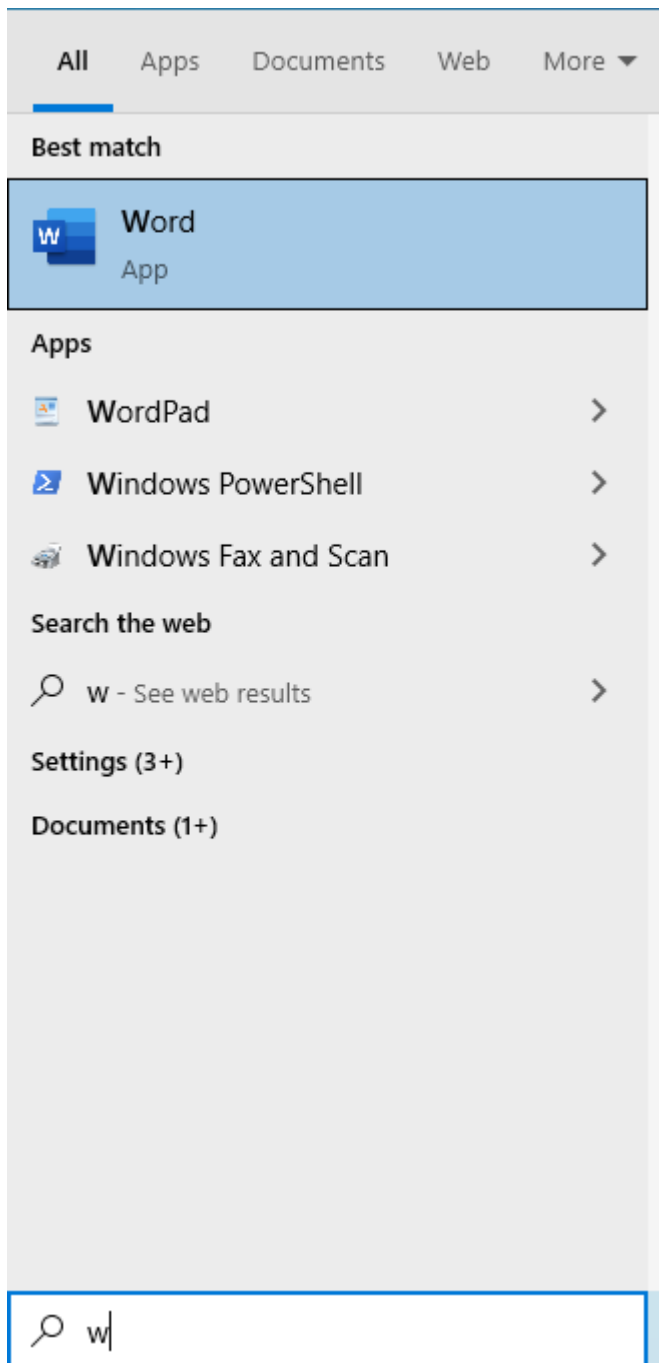 All Apps Documents Web More
Best match
W
Word
App
Apps
WordPad
Windows PowerShell
Windows Fax and Scan
Search the web
w - See web results
Settings (3+)
Documents (1+)
w